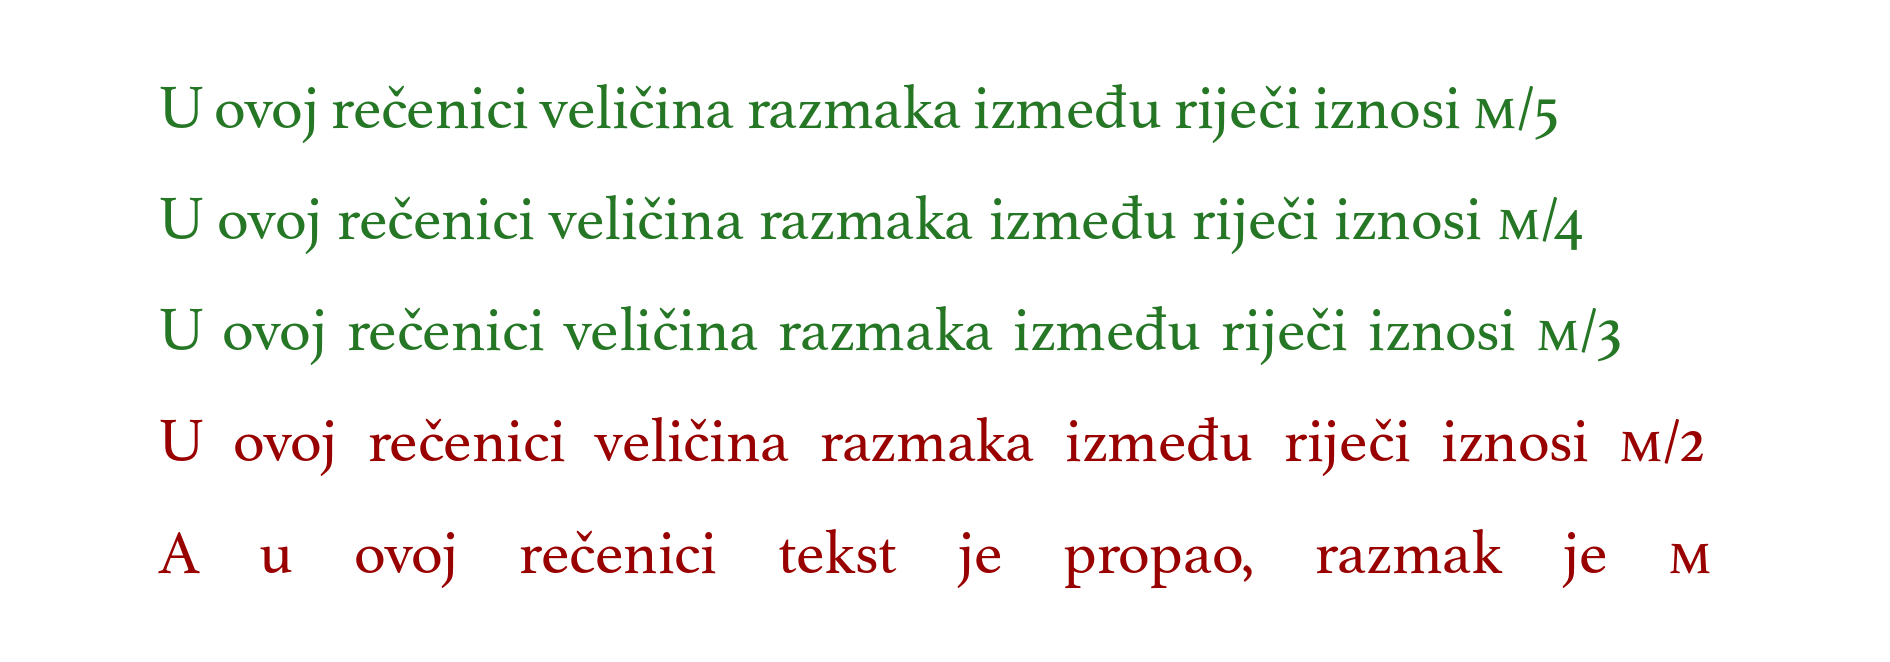 U ovoj rečenici veličina razmaka između riječi iznosi ᴍ/5
U ovoj rečenici veličina razmaka između riječi iznosi ᴍ/4
U ovoj rečenici veličina razmaka između riječi iznosi ᴍ/3
U ovoj rečenici veličina razmaka između riječi iznosi ᴍ/2
A u ovoj rečenici tekst je propao, razmak je ᴍ